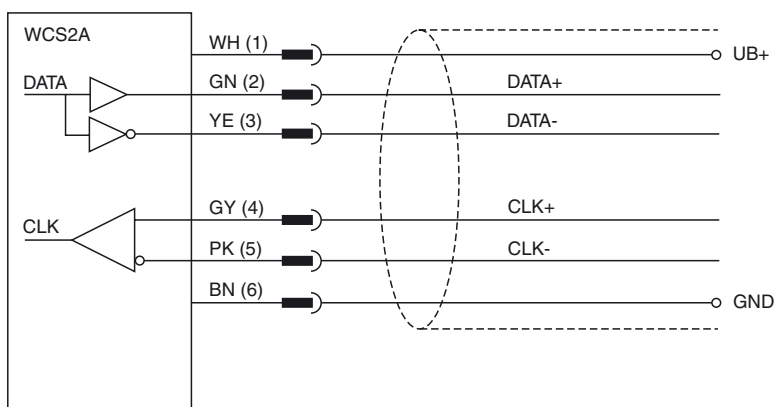 WCS2A
WH (1)
UB+
DATA
GN (2)
DATA+
YE (3)
DATA-
GY (4)
CLK+
CLK
PK (5)
CLK-
BN (6)
GND